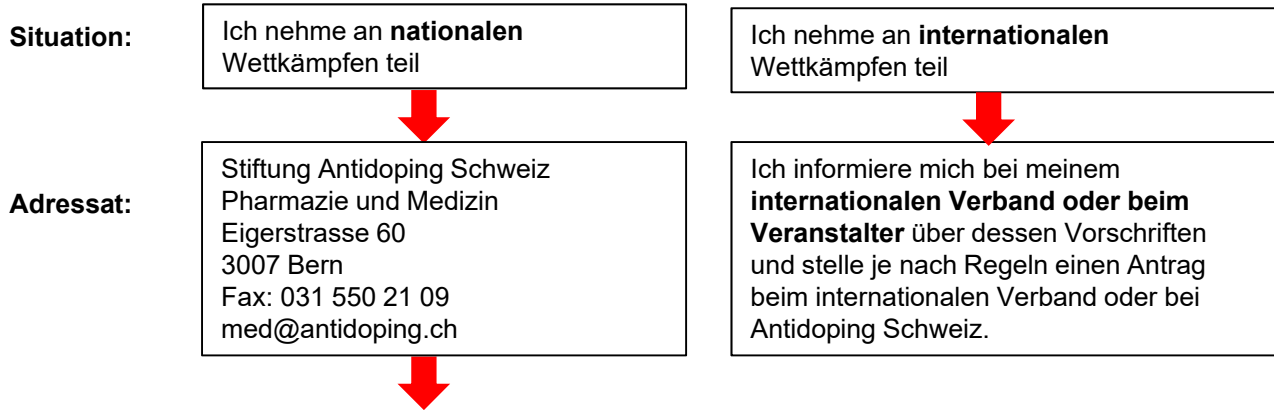 Situation:
Ich nehme an nationalen
Wettkämpfen teil
Ich nehme an internationalen
Wettkämpfen teil
Adressat:
Stiftung Antidoping Schweiz
Pharmazie und Medizin
Eigerstrasse 60
3007 Bern
Fax: 031 550 21 09
med@antidoping.ch
Ich informiere mich bei meinem
internationalen Verband oder beim
Veranstalter über dessen Vorschriften
und stelle je nach Regeln einen Antrag
beim internationalen Verband oder bei
Antidoping Schweiz.